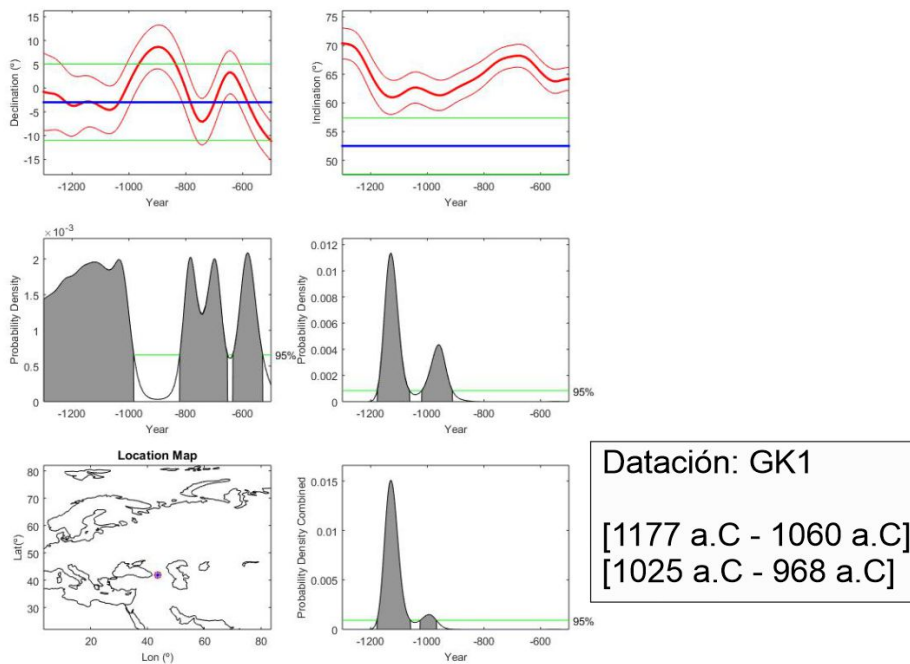 15
10
5
0
-5
-10
-15
Declination (º)
-1200 -1000 -800 -600
Year
75
70
65
60
55
50
Inclination (º)
-1200 -1000 -800 -600
Year
× 10⁻³
2
1.5
1
0.5
0
Probability Density
95%
-1200 -1000 -800 -600
Year
0.012
0.01
0.008
0.006
0.004
0.002
0
Probability Density
95%
-1200 -1000 -800 -600
Year
Location Map
80
70
60
50
40
30
Lat(º)
20 40 60 80
Lon (º)
0.015
0.01
0.005
0
Probability Density Combined
95%
-1200 -1000 -800 -600
Year
Datación: GK1
[1177 a.C - 1060 a.C]
[1025 a.C - 968 a.C]